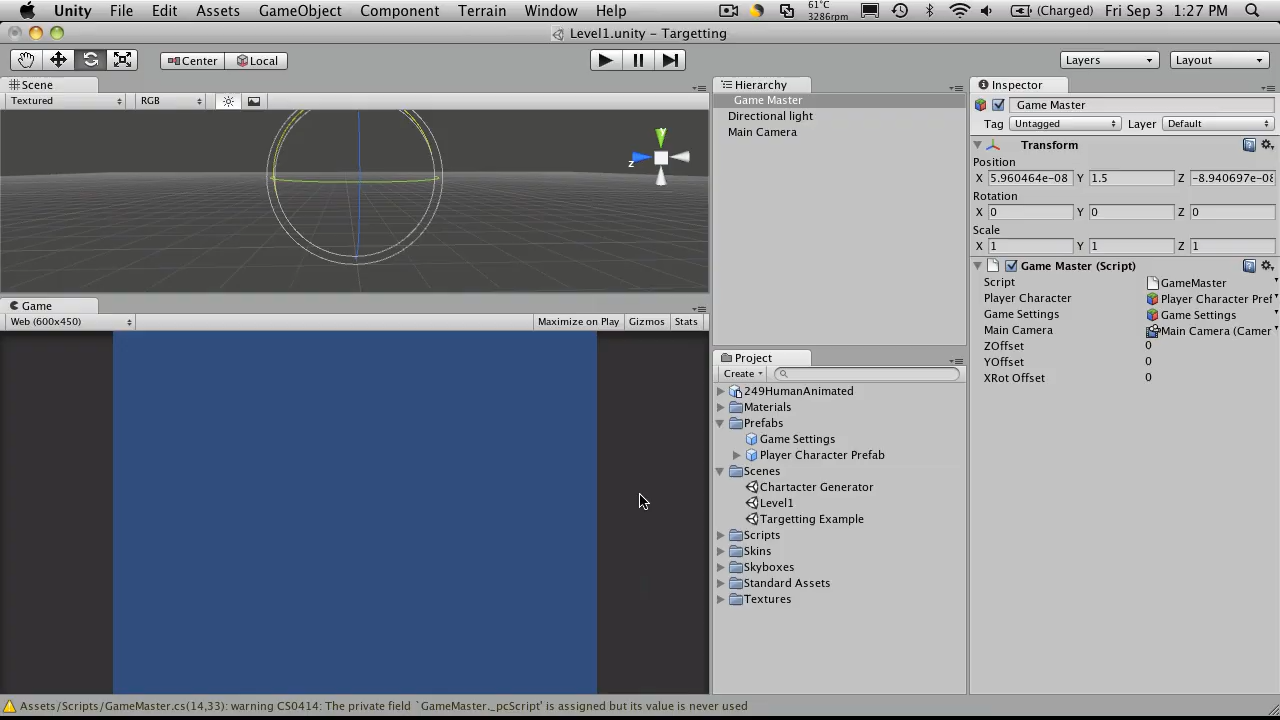 Unity File Edit Assets GameObject Component Terrain Window Help 61°C 3286rpm (Charged) Fri Sep 3 1:27 PM
Level1.unity – Targetting
Center Local Layers Layout
Scene
Textured RGB
Game
Web (600x450) Maximize on Play Gizmos Stats
Hierarchy
Game Master
Directional light
Main Camera
Project
Create
249HumanAnimated
Materials
Prefabs
Game Settings
Player Character Prefab
Scenes
Chartacter Generator
Level1
Targetting Example
Scripts
Skins
Skyboxes
Standard Assets
Textures
Inspector
Game Master
Tag Untagged Layer Default
Transform
Position
X 5.960464e-08 Y 1.5 Z -8.940697e-08
Rotation
X 0 Y 0 Z 0
Scale
X 1 Y 1 Z 1
Game Master (Script)
Script GameMaster
Player Character Player Character Pref
Game Settings Game Settings
Main Camera Main Camera (Camer
ZOffset 0
YOffset 0
XRot Offset 0
Assets/Scripts/GameMaster.cs(14,33): warning CS0414: The private field `GameMaster._pcScript' is assigned but its value is never used
y
z